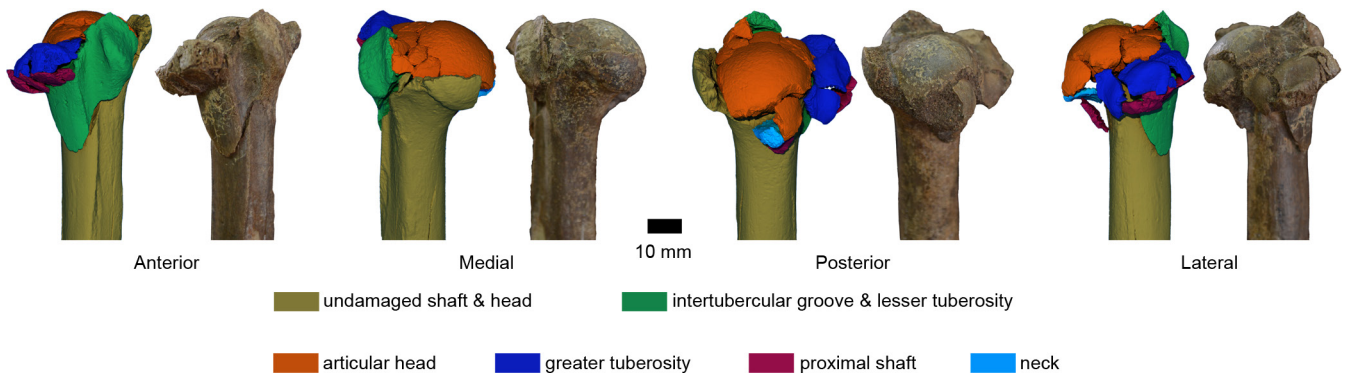 10 mm
Anterior
Medial
Posterior
Lateral
undamaged shaft & head
intertubercular groove & lesser tuberosity
articular head
greater tuberosity
proximal shaft
neck